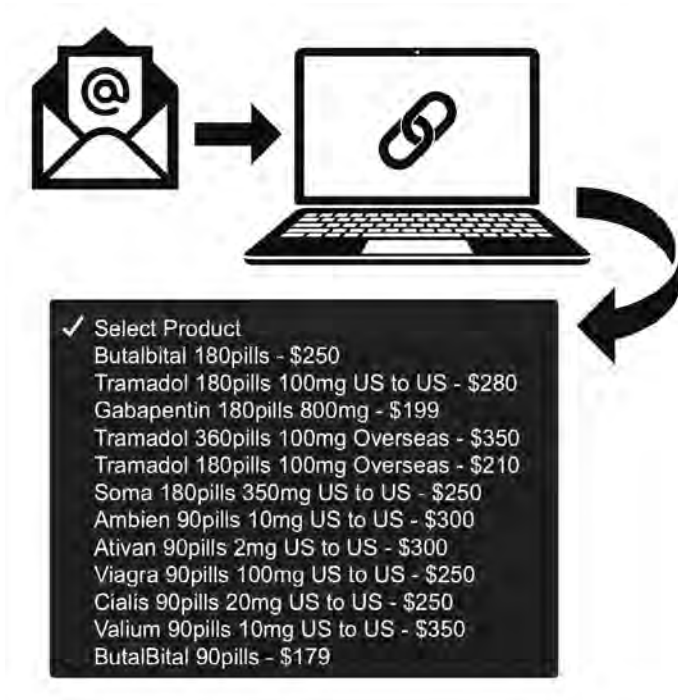 @
Select Product
Butalbital 180pills - $250
Tramadol 180pills 100mg US to US - $280
Gabapentin 180pills 800mg - $199
Tramadol 360pills 100mg Overseas - $350
Tramadol 180pills 100mg Overseas - $210
Soma 180pills 350mg US to US - $250
Ambien 90pills 10mg US to US - $300
Ativan 90pills 2mg US to US - $300
Viagra 90pills 100mg US to US - $250
Cialis 90pills 20mg US to US - $250
Valium 90pills 10mg US to US - $350
ButalBital 90pills - $179